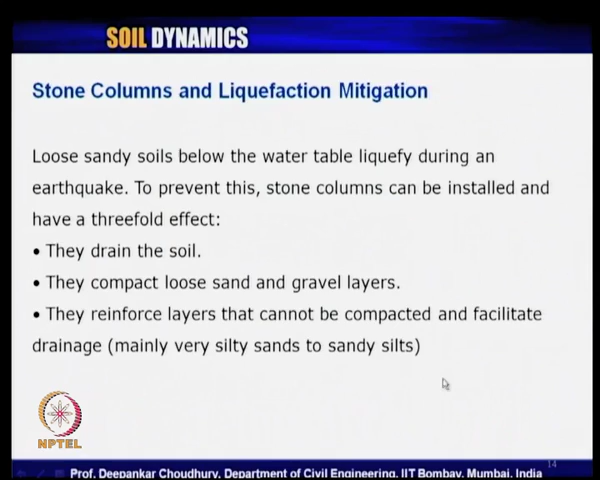 SOIL DYNAMICS
Stone Columns and Liquefaction Mitigation
Loose sandy soils below the water table liquefy during an
earthquake. To prevent this, stone columns can be installed and
have a threefold effect:
• They drain the soil.
• They compact loose sand and gravel layers.
• They reinforce layers that cannot be compacted and facilitate
drainage (mainly very silty sands to sandy silts)
NPTEL
14
Prof. Deepankar Choudhury, Department of Civil Engineering, IIT Bombay, Mumbai, India